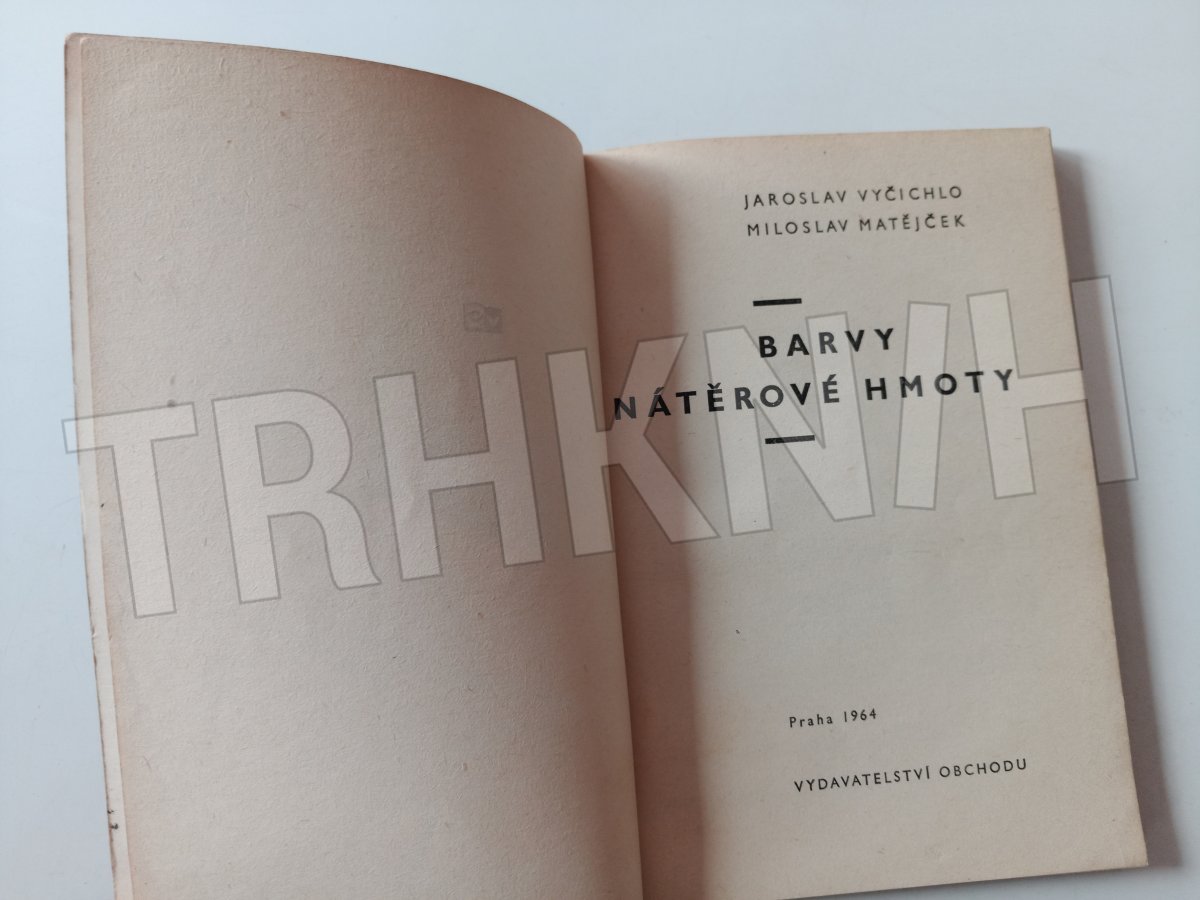 JAROSLAV VYČICHLO
MILOSLAV MATĚJČEK
BARVY
NÁTĚROVÉ HMOTY
TRHKNIH
Praha 1964
VYDAVATELSTVÍ OBCHODU